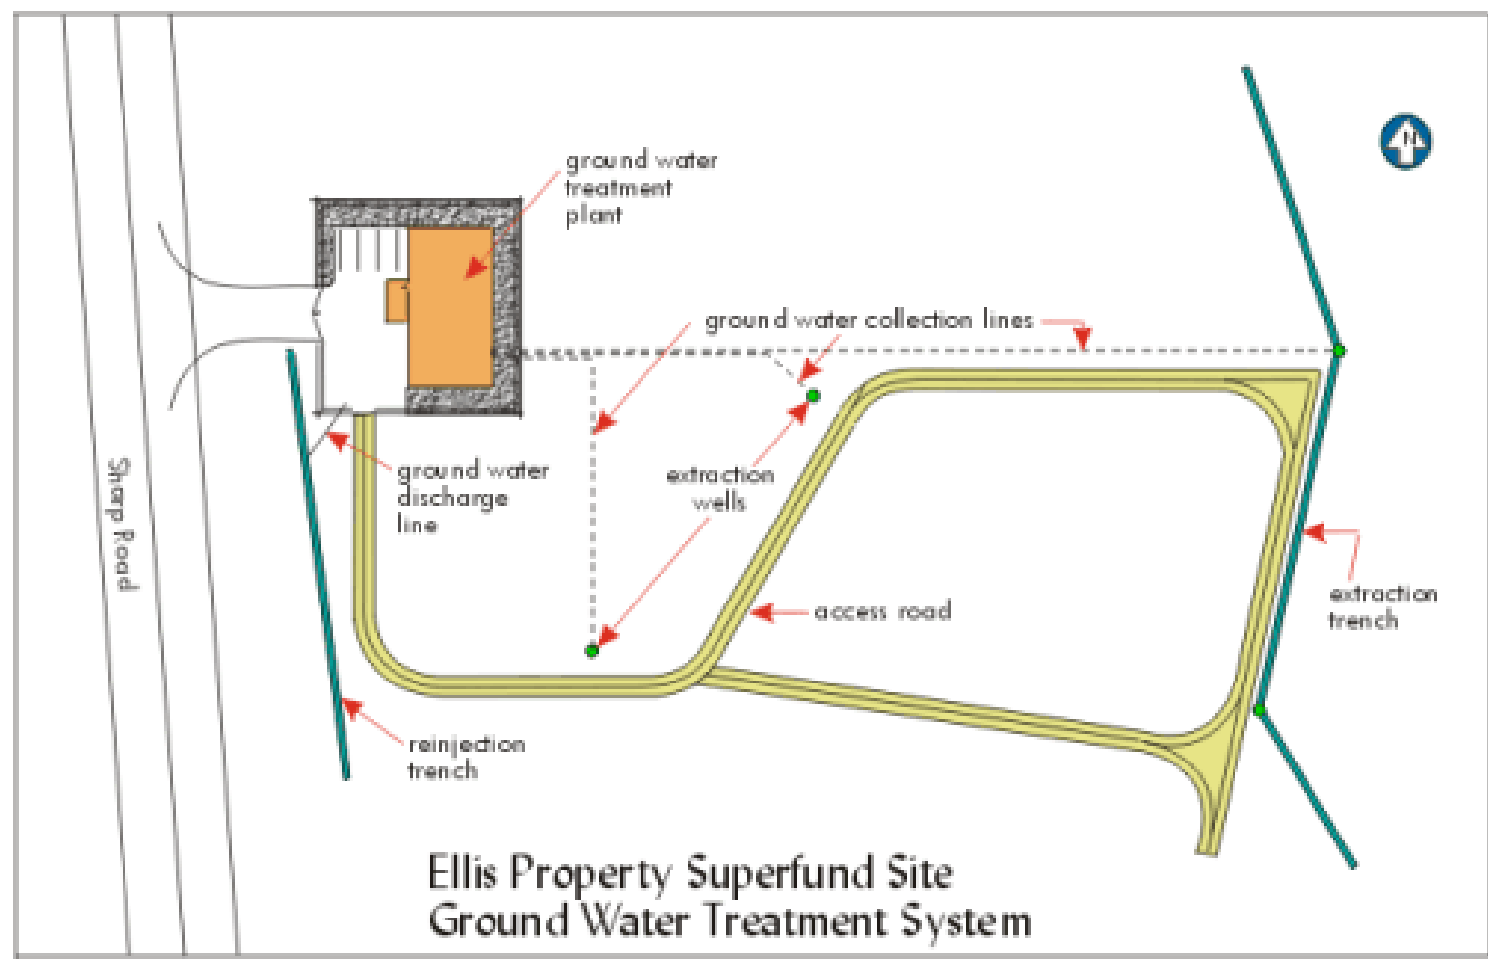 N
ground water
treatment
plant
ground water collection lines
Sharp Road
ground water
discharge
line
extraction
wells
access road
extraction
trench
reinjection
trench
Ellis Property Superfund Site
Ground Water Treatment System